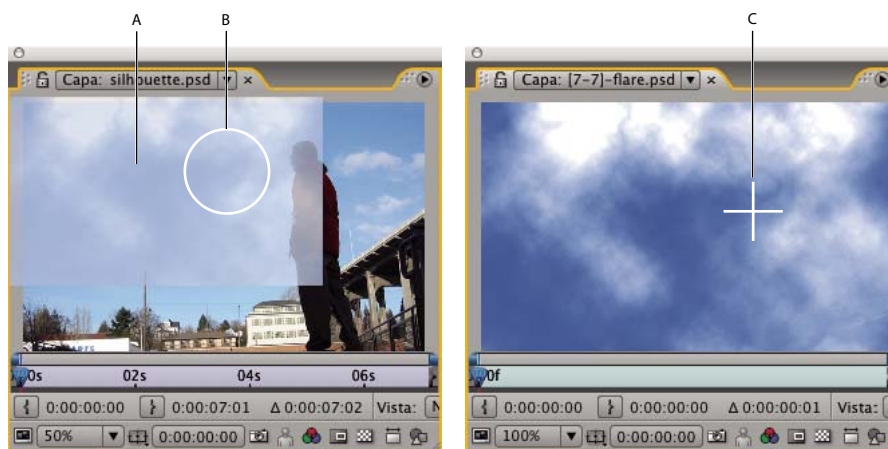 A
B
C
Capa: silhouette.psd
Capa: [7-7]-flare.psd
0s 02s 04s 06s
0f
0:00:00:00 0:00:07:01 Δ 0:00:07:02 Vista: N
0:00:00:00 0:00:00:00 Δ 0:00:00:01 Vista:
50% 0:00:00:00
100% 0:00:00:00